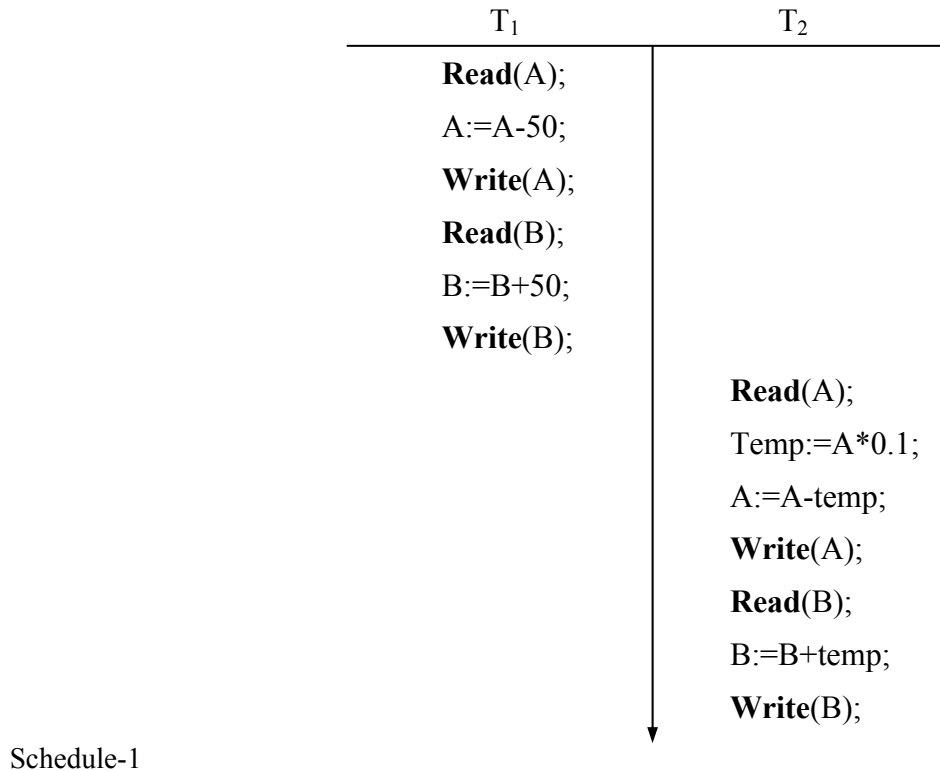 T₁ T₂
Read(A);
A:=A-50;
Write(A);
Read(B);
B:=B+50;
Write(B);
Read(A);
Temp:=A*0.1;
A:=A-temp;
Write(A);
Read(B);
B:=B+temp;
Write(B);
Schedule-1